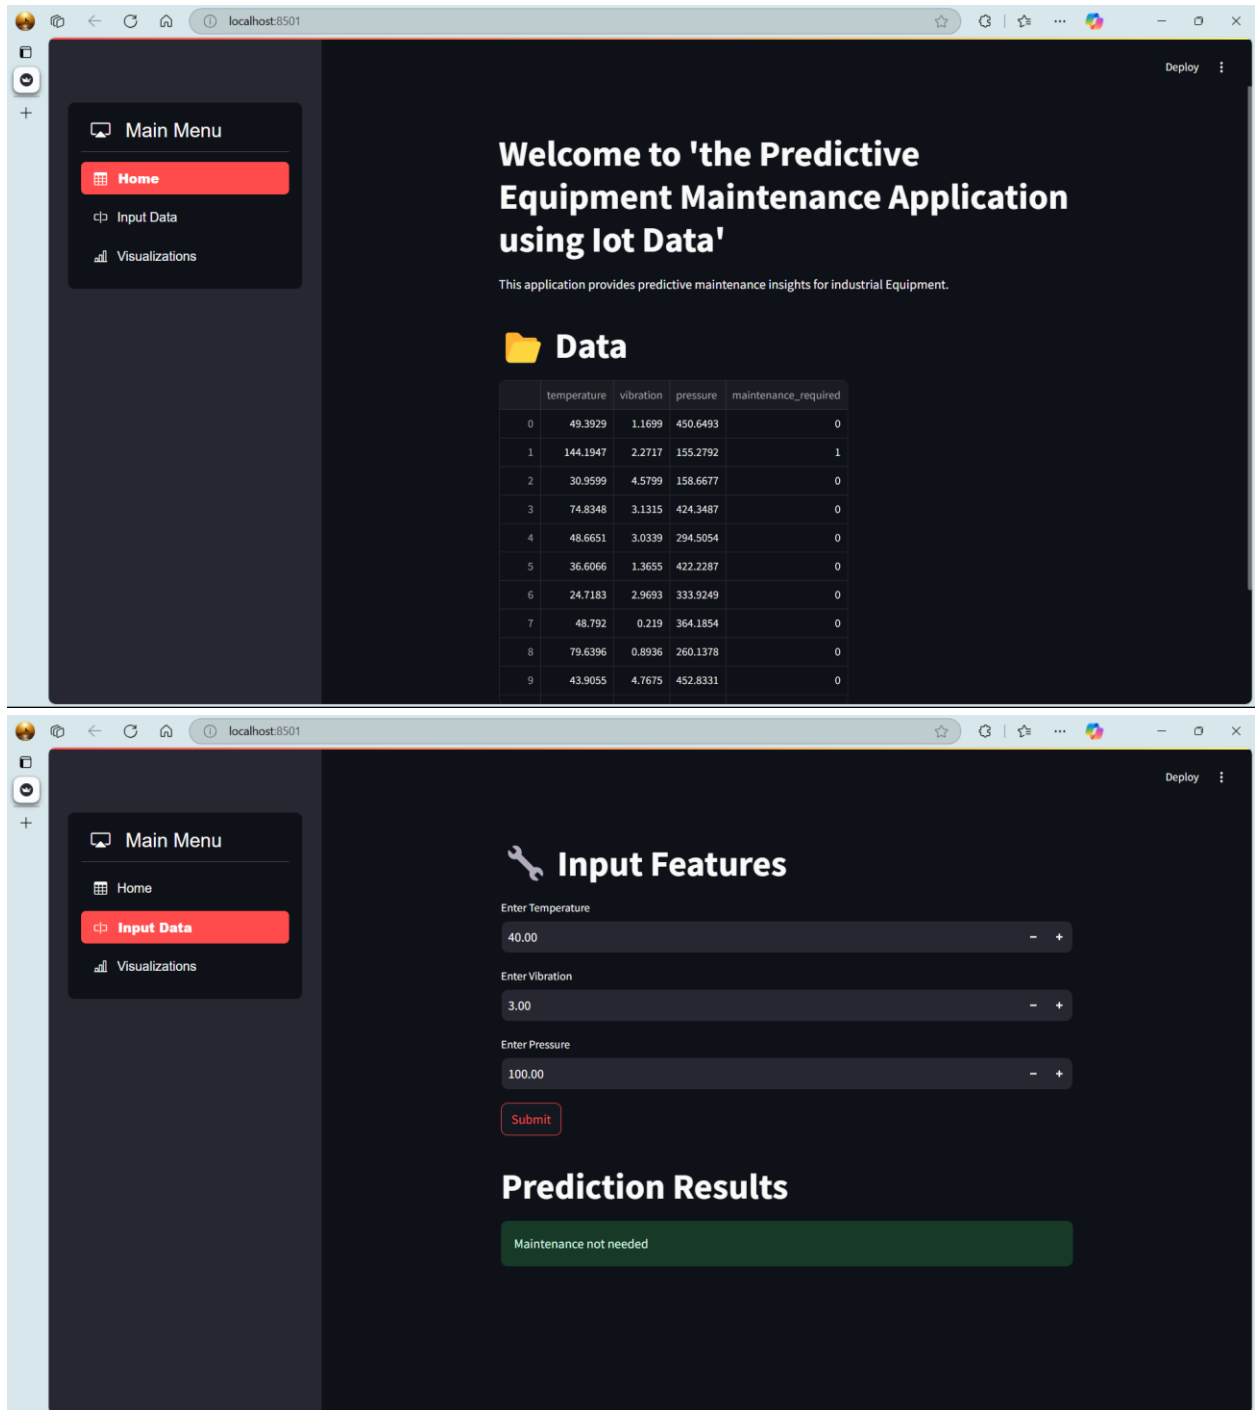 localhost:8501
Deploy
Main Menu
Home
Input Data
Visualizations
Welcome to 'the Predictive
Equipment Maintenance Application
using Iot Data'
This application provides predictive maintenance insights for industrial Equipment.
Data
temperature vibration pressure maintenance_required
0 49.3929 1.1699 450.6493 0
1 144.1947 2.2717 155.2792 1
2 30.9599 4.5799 158.6677 0
3 74.8348 3.1315 424.3487 0
4 48.6651 3.0339 294.5054 0
5 36.6066 1.3655 422.2287 0
6 24.7183 2.9693 333.9249 0
7 48.792 0.219 364.1854 0
8 79.6396 0.8936 260.1378 0
9 43.9055 4.7675 452.8331 0
localhost:8501
Deploy
Main Menu
Home
Input Data
Visualizations
Input Features
Enter Temperature
40.00 − +
Enter Vibration
3.00 − +
Enter Pressure
100.00 − +
Submit
Prediction Results
Maintenance not needed